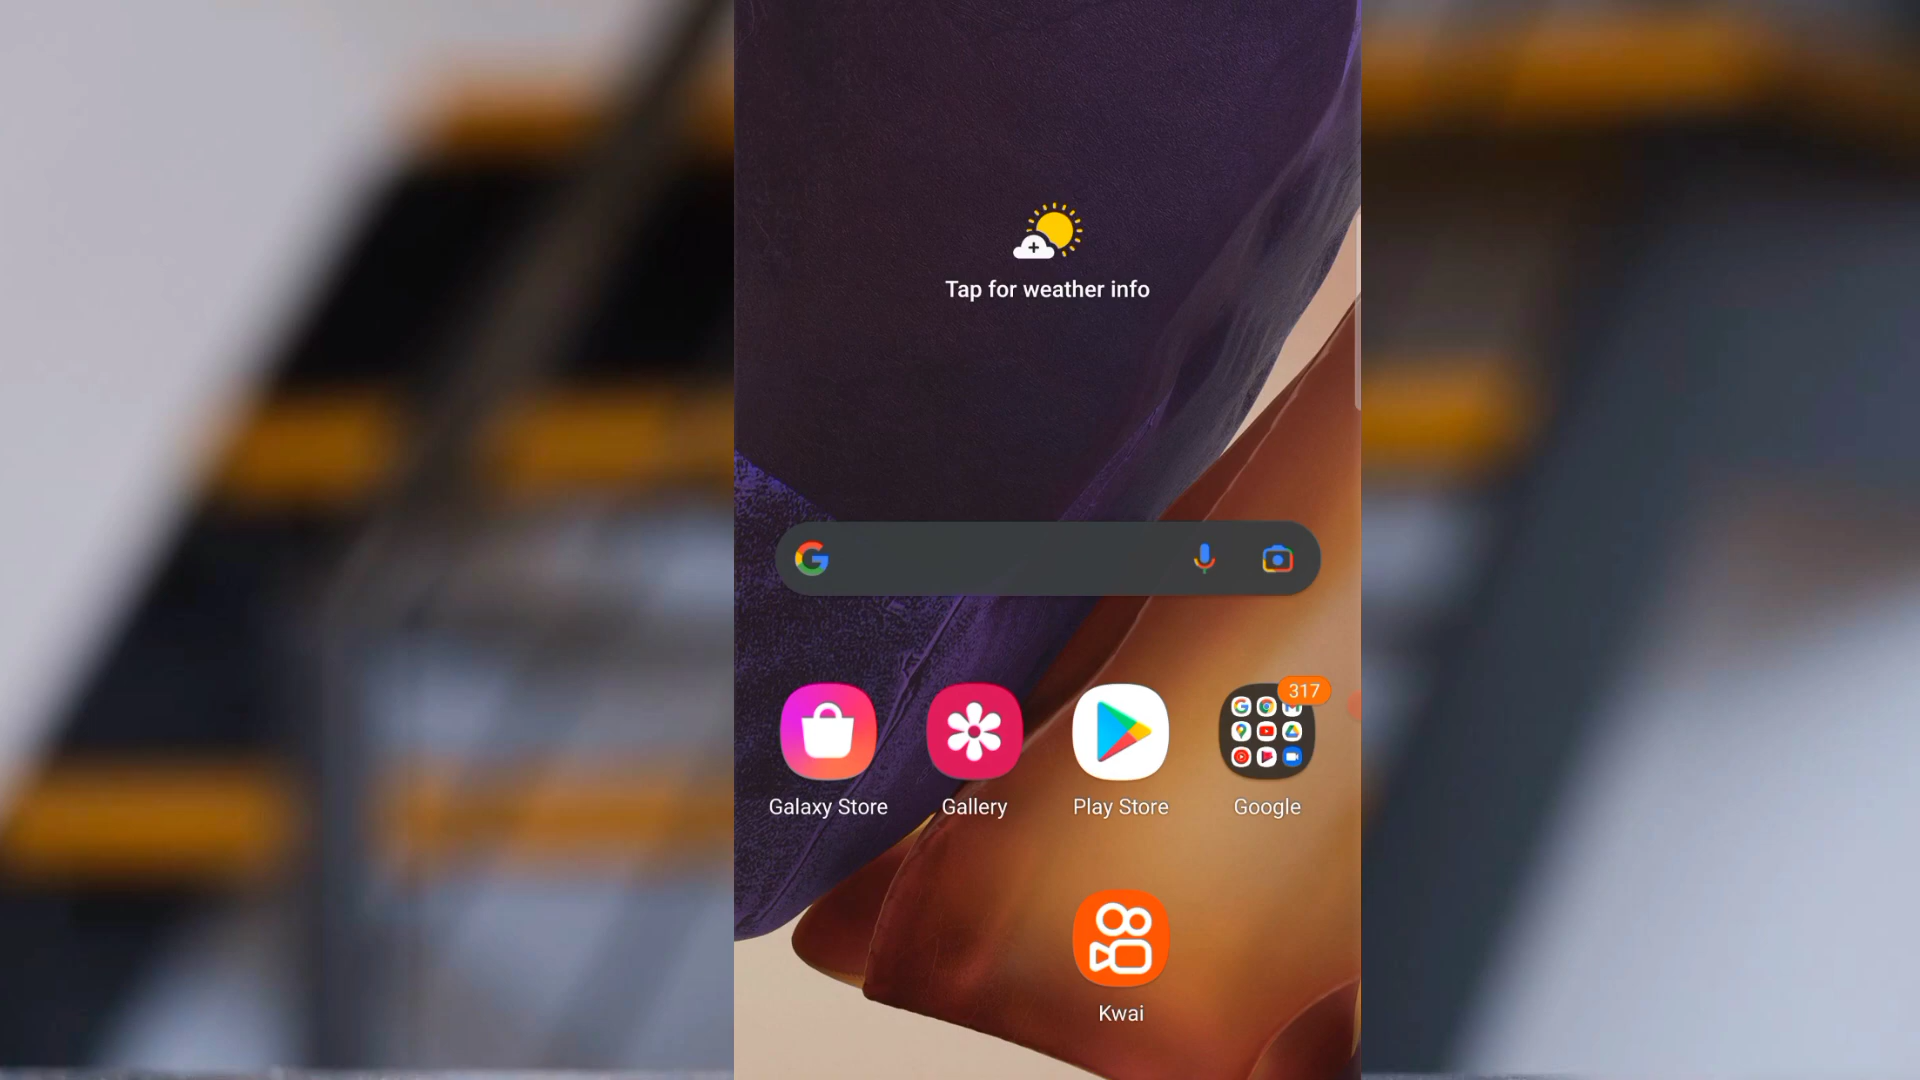 Tap for weather info
317
Galaxy Store
Gallery
Play Store
Google
Kwai